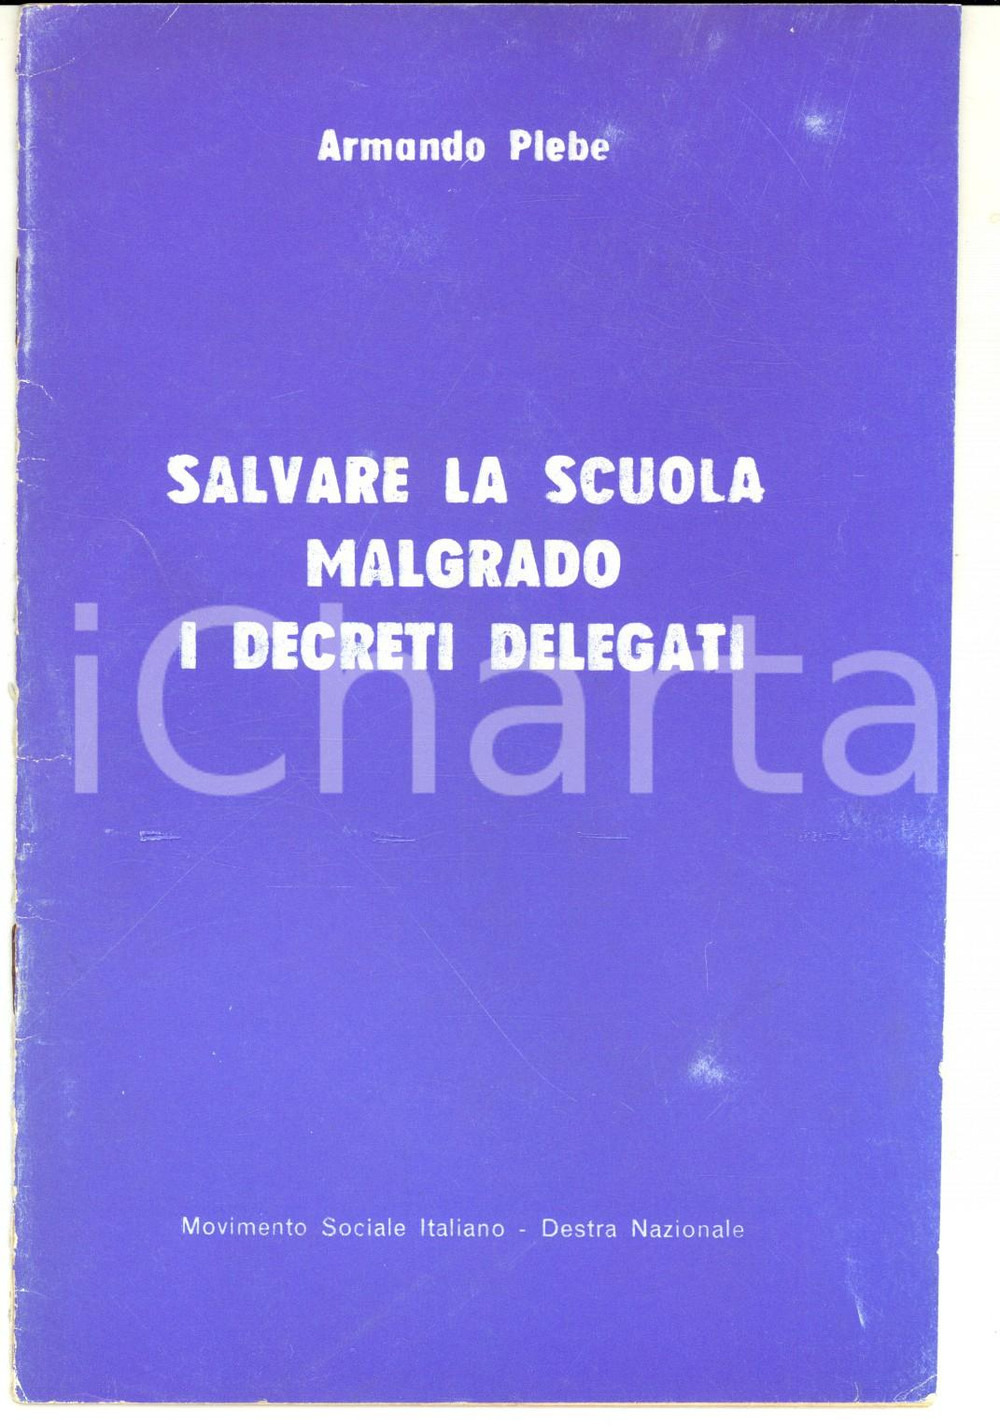 Armando Plebe
SALVARE LA SCUOLA
MALGRADO
I DECRETI DELEGATI
iCharta
Movimento Sociale Italiano - Destra Nazionale